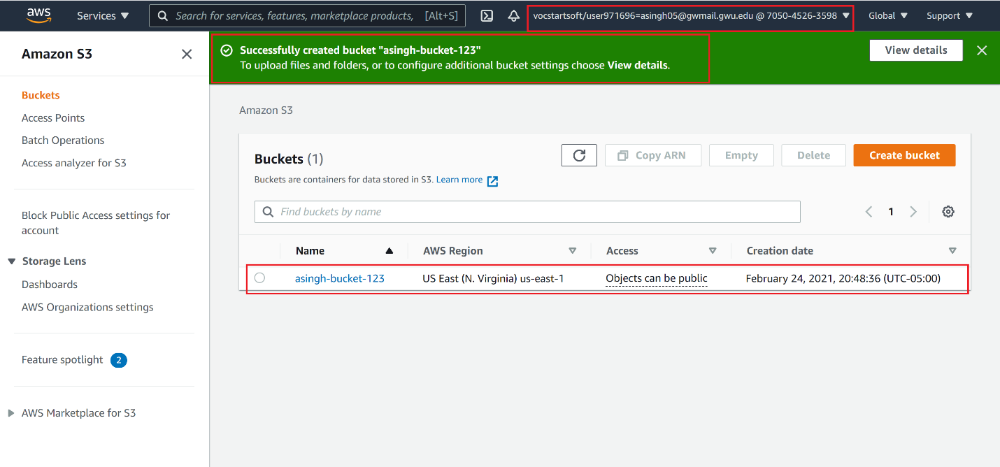 aws
Services
Search for services, features, marketplace products, [Alt+S]
vocstartsoft/user971696=asingh05@gwmail.gwu.edu @ 7050-4526-3598
Global
Support
Amazon S3
Buckets
Access Points
Batch Operations
Access analyzer for S3
Block Public Access settings for
account
Storage Lens
Dashboards
AWS Organizations settings
Feature spotlight 2
AWS Marketplace for S3
Successfully created bucket "asingh-bucket-123"
To upload files and folders, or to configure additional bucket settings choose View details.
View details
Amazon S3
Buckets (1)
Buckets are containers for data stored in S3. Learn more
Copy ARN
Empty
Delete
Create bucket
Find buckets by name
1
Name AWS Region Access Creation date
asingh-bucket-123 US East (N. Virginia) us-east-1 Objects can be public February 24, 2021, 20:48:36 (UTC-05:00)